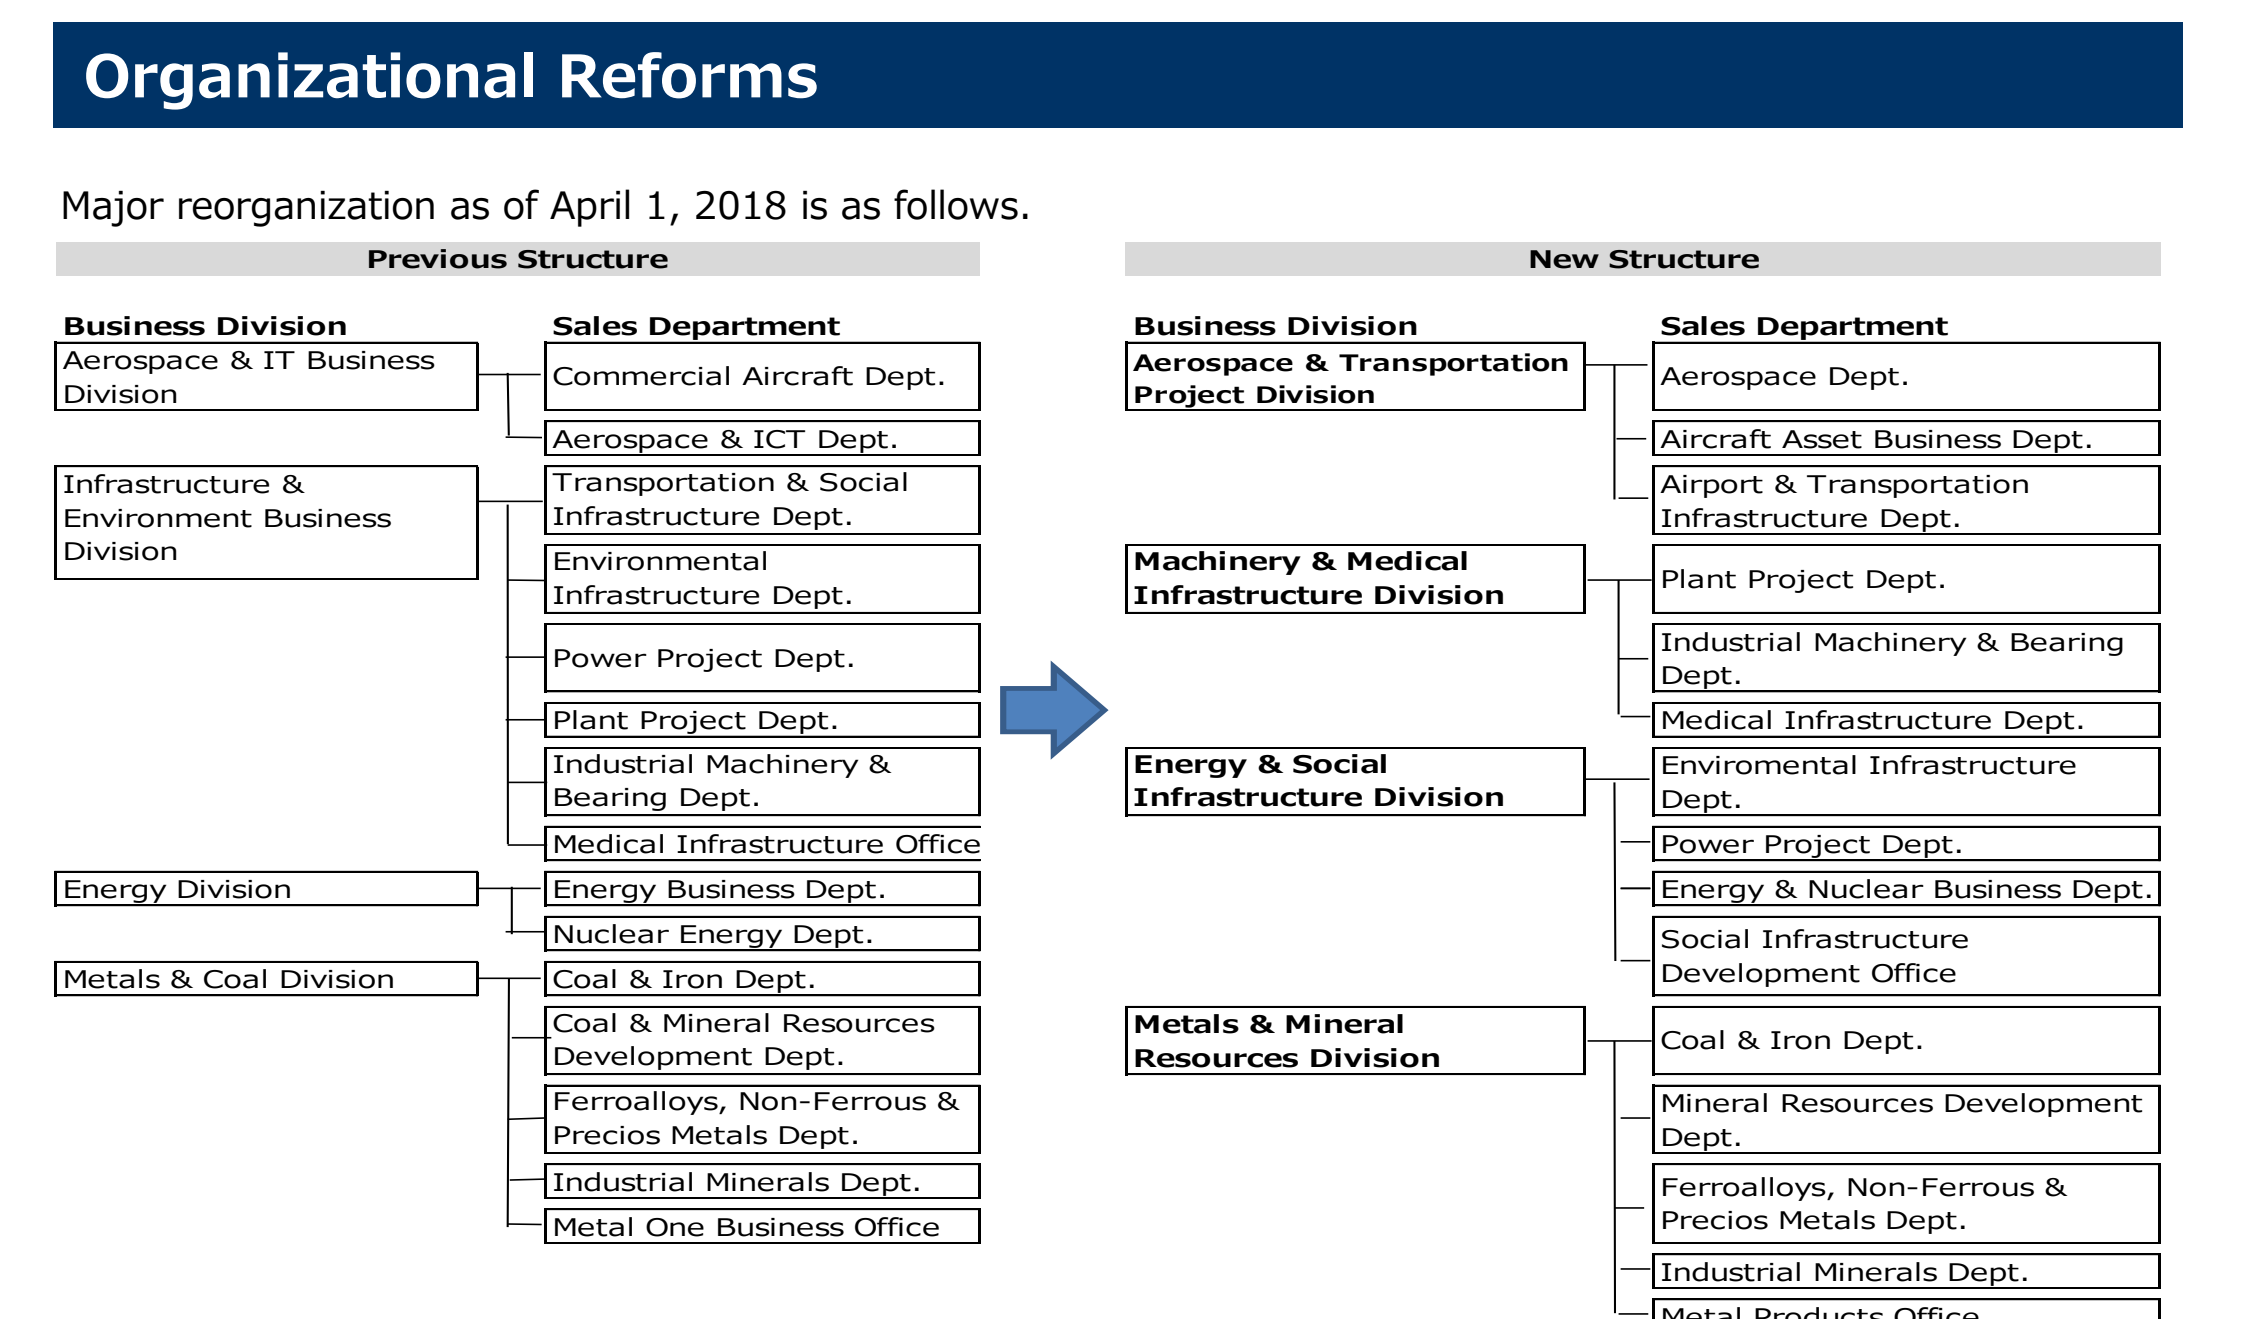 Organizational Reforms
Major reorganization as of April 1, 2018 is as follows.
Previous Structure
Business Division
Sales Department
Aerospace & IT Business
Division
Commercial Aircraft Dept.
Aerospace & ICT Dept.
Infrastructure &
Environment Business
Division
Transportation & Social
Infrastructure Dept.
Environmental
Infrastructure Dept.
Power Project Dept.
Plant Project Dept.
Industrial Machinery &
Bearing Dept.
Medical Infrastructure Office
Energy Division
Energy Business Dept.
Nuclear Energy Dept.
Metals & Coal Division
Coal & Iron Dept.
Coal & Mineral Resources
Development Dept.
Ferroalloys, Non-Ferrous &
Precios Metals Dept.
Industrial Minerals Dept.
Metal One Business Office
New Structure
Business Division
Sales Department
Aerospace & Transportation
Project Division
Aerospace Dept.
Aircraft Asset Business Dept.
Airport & Transportation
Infrastructure Dept.
Machinery & Medical
Infrastructure Division
Plant Project Dept.
Industrial Machinery & Bearing
Dept.
Medical Infrastructure Dept.
Energy & Social
Infrastructure Division
Enviromental Infrastructure
Dept.
Power Project Dept.
Energy & Nuclear Business Dept.
Social Infrastructure
Development Office
Metals & Mineral
Resources Division
Coal & Iron Dept.
Mineral Resources Development
Dept.
Ferroalloys, Non-Ferrous &
Precios Metals Dept.
Industrial Minerals Dept.
Metal Products Office